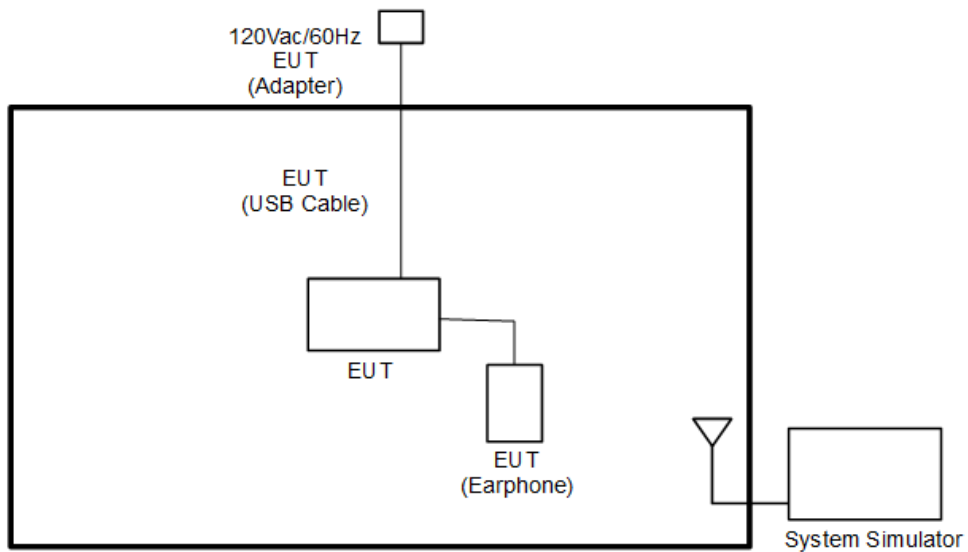 120Vac/60Hz
EUT
(Adapter)
EUT
(USB Cable)
EUT
EUT
(Earphone)
System Simulator